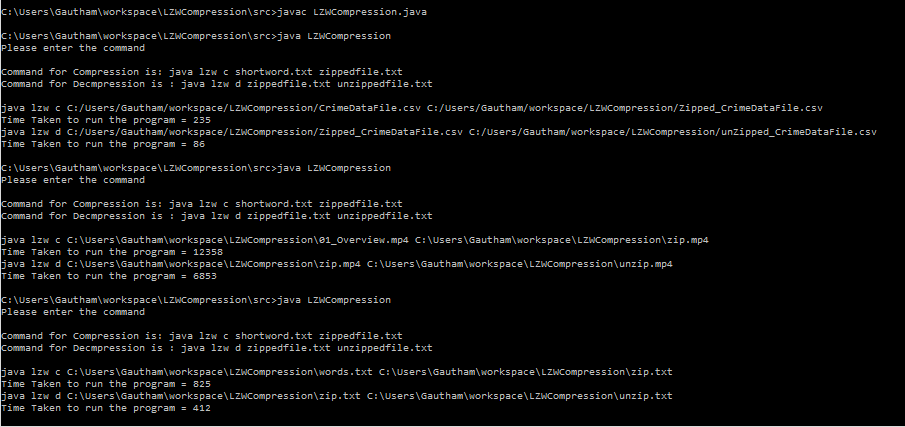 C:\Users\Gautham\workspace\LZWCompression\src>javac LZWCompression.java
C:\Users\Gautham\workspace\LZWCompression\src>java LZWCompression
Please enter the command
Command for Compression is: java lzw c shortword.txt zippedfile.txt
Command for Decmpression is : java lzw d zippedfile.txt unzippedfile.txt
java lzw c C:/Users/Gautham/workspace/LZWCompression/CrimeDataFile.csv C:/Users/Gautham/workspace/LZWCompression/Zipped_CrimeDataFile.csv
Time Taken to run the program = 235
java lzw d C:/Users/Gautham/workspace/LZWCompression/Zipped_CrimeDataFile.csv C:/Users/Gautham/workspace/LZWCompression/unZipped_CrimeDataFile.csv
Time Taken to run the program = 86
C:\Users\Gautham\workspace\LZWCompression\src>java LZWCompression
Please enter the command
Command for Compression is: java lzw c shortword.txt zippedfile.txt
Command for Decmpression is : java lzw d zippedfile.txt unzippedfile.txt
java lzw c C:\Users\Gautham\workspace\LZWCompression\01_Overview.mp4 C:\Users\Gautham\workspace\LZWCompression\zip.mp4
Time Taken to run the program = 12358
java lzw d C:\Users\Gautham\workspace\LZWCompression\zip.mp4 C:\Users\Gautham\workspace\LZWCompression\unzip.mp4
Time Taken to run the program = 6853
C:\Users\Gautham\workspace\LZWCompression\src>java LZWCompression
Please enter the command
Command for Compression is: java lzw c shortword.txt zippedfile.txt
Command for Decmpression is : java lzw d zippedfile.txt unzippedfile.txt
java lzw c C:\Users\Gautham\workspace\LZWCompression\words.txt C:\Users\Gautham\workspace\LZWCompression\zip.txt
Time Taken to run the program = 825
java lzw d C:\Users\Gautham\workspace\LZWCompression\zip.txt C:\Users\Gautham\workspace\LZWCompression\unzip.txt
Time Taken to run the program = 412